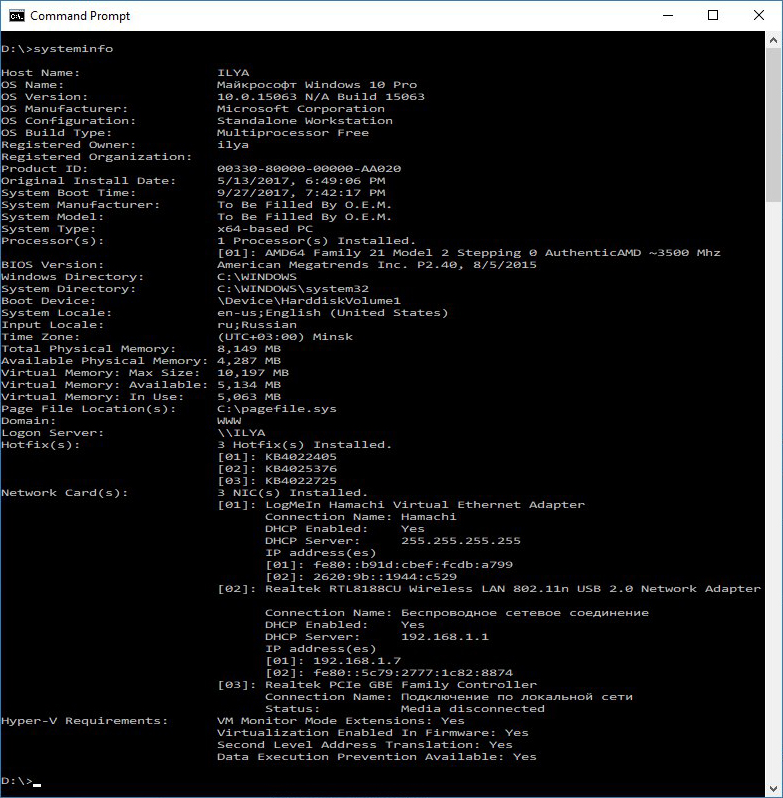 Command Prompt
D:\>systeminfo
Host Name: ILYA
OS Name: Майкрософт Windows 10 Pro
OS Version: 10.0.15063 N/A Build 15063
OS Manufacturer: Microsoft Corporation
OS Configuration: Standalone Workstation
OS Build Type: Multiprocessor Free
Registered Owner: ilya
Registered Organization:
Product ID: 00330-80000-00000-AA020
Original Install Date: 5/13/2017, 6:49:06 PM
System Boot Time: 9/27/2017, 7:42:17 PM
System Manufacturer: To Be Filled By O.E.M.
System Model: To Be Filled By O.E.M.
System Type: x64-based PC
Processor(s): 1 Processor(s) Installed.
[01]: AMD64 Family 21 Model 2 Stepping 0 AuthenticAMD ~3500 Mhz
BIOS Version: American Megatrends Inc. P2.40, 8/5/2015
Windows Directory: C:\WINDOWS
System Directory: C:\WINDOWS\system32
Boot Device: \Device\HarddiskVolume1
System Locale: en-us;English (United States)
Input Locale: ru;Russian
Time Zone: (UTC+03:00) Minsk
Total Physical Memory: 8,149 MB
Available Physical Memory: 4,287 MB
Virtual Memory: Max Size: 10,197 MB
Virtual Memory: Available: 5,134 MB
Virtual Memory: In Use: 5,063 MB
Page File Location(s): C:\pagefile.sys
Domain: WWW
Logon Server: \\ILYA
Hotfix(s): 3 Hotfix(s) Installed.
[01]: KB4022405
[02]: KB4025376
[03]: KB4022725
Network Card(s): 3 NIC(s) Installed.
[01]: LogMeIn Hamachi Virtual Ethernet Adapter
Connection Name: Hamachi
DHCP Enabled: Yes
DHCP Server: 255.255.255.255
IP address(es)
[01]: fe80::b91d:cbef:fcdb:a799
[02]: 2620:9b::1944:c529
[02]: Realtek RTL8188CU Wireless LAN 802.11n USB 2.0 Network Adapter
Connection Name: Беспроводное сетевое соединение
DHCP Enabled: Yes
DHCP Server: 192.168.1.1
IP address(es)
[01]: 192.168.1.7
[02]: fe80::5c79:2777:1c82:8874
[03]: Realtek PCIe GBE Family Controller
Connection Name: Подключение по локальной сети
Status: Media disconnected
Hyper-V Requirements: VM Monitor Mode Extensions: Yes
Virtualization Enabled In Firmware: Yes
Second Level Address Translation: Yes
Data Execution Prevention Available: Yes
D:\>